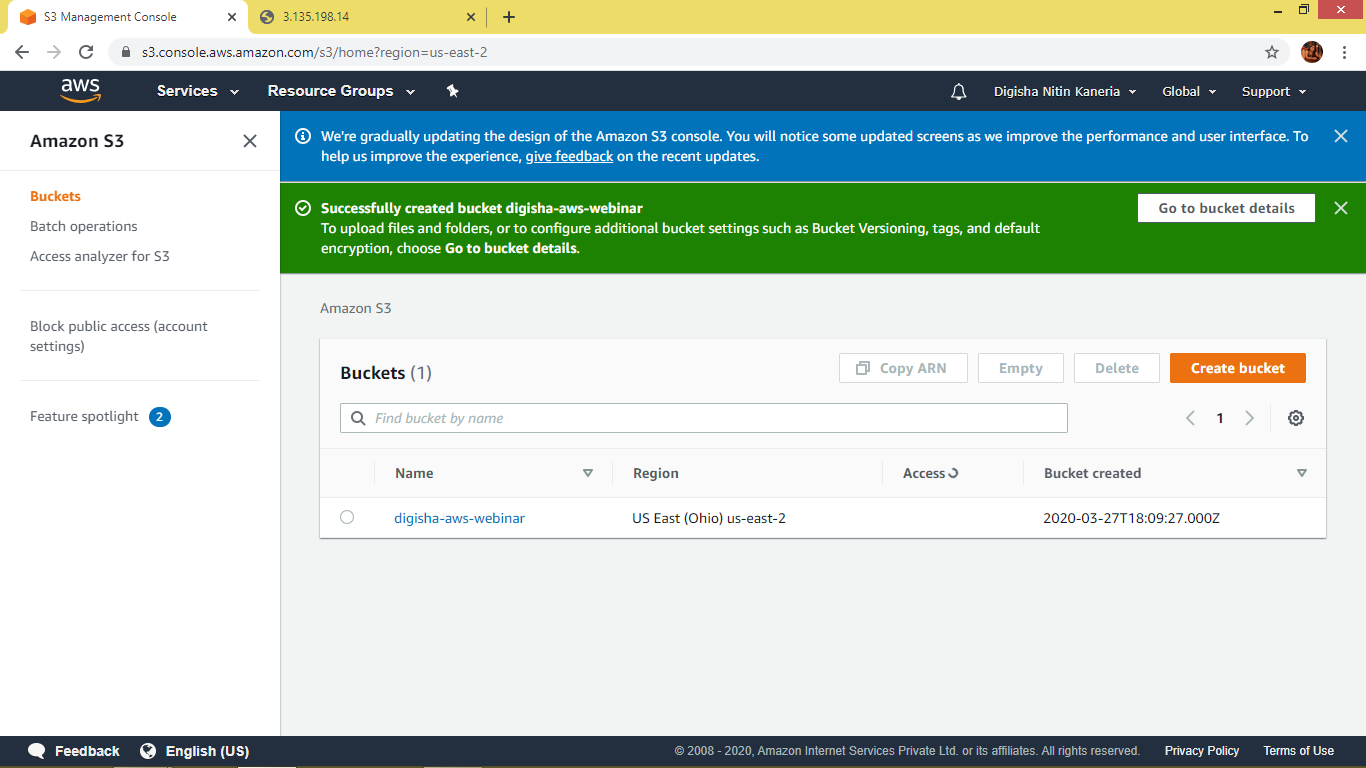 S3 Management Console
3.135.198.14
s3.console.aws.amazon.com/s3/home?region=us-east-2
aws
Services
Resource Groups
Digisha Nitin Kaneria
Global
Support
Amazon S3
Buckets
Batch operations
Access analyzer for S3
Block public access (account
settings)
Feature spotlight 2
We're gradually updating the design of the Amazon S3 console. You will notice some updated screens as we improve the performance and user interface. To
help us improve the experience, give feedback on the recent updates.
Successfully created bucket digisha-aws-webinar
To upload files and folders, or to configure additional bucket settings such as Bucket Versioning, tags, and default
encryption, choose Go to bucket details.
Go to bucket details
Amazon S3
Buckets (1)
Copy ARN
Empty
Delete
Create bucket
Find bucket by name
1
Name
Region
Access
Bucket created
digisha-aws-webinar
US East (Ohio) us-east-2
2020-03-27T18:09:27.000Z
Feedback
English (US)
© 2008 - 2020, Amazon Internet Services Private Ltd. or its affiliates. All rights reserved.
Privacy Policy
Terms of Use